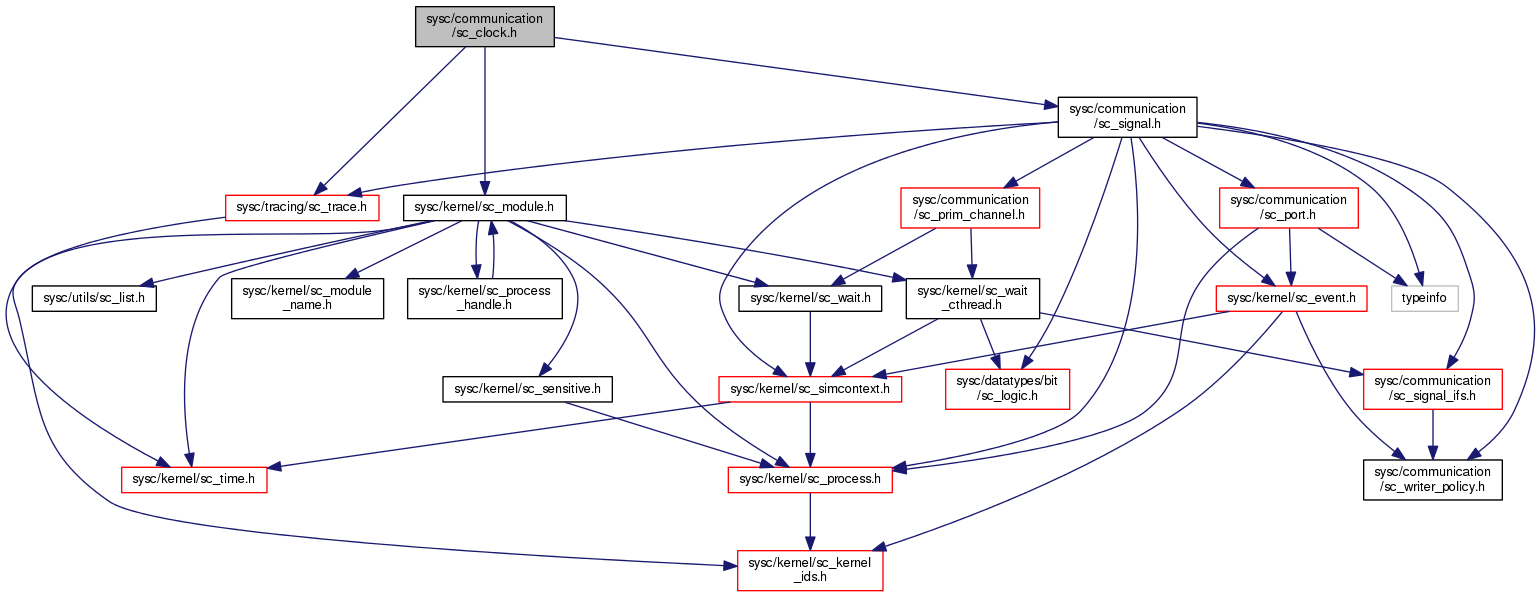 sysc/communication
/sc_clock.h
sysc/communication
/sc_signal.h
sysc/tracing/sc_trace.h
sysc/kernel/sc_module.h
sysc/communication
/sc_prim_channel.h
sysc/communication
/sc_port.h
sysc/utils/sc_list.h
sysc/kernel/sc_module
_name.h
sysc/kernel/sc_process
_handle.h
sysc/kernel/sc_wait.h
sysc/kernel/sc_wait
_cthread.h
sysc/kernel/sc_event.h
typeinfo
sysc/kernel/sc_sensitive.h
sysc/kernel/sc_simcontext.h
sysc/datatypes/bit
/sc_logic.h
sysc/communication
/sc_signal_ifs.h
sysc/kernel/sc_time.h
sysc/kernel/sc_process.h
sysc/communication
/sc_writer_policy.h
sysc/kernel/sc_kernel
_ids.h